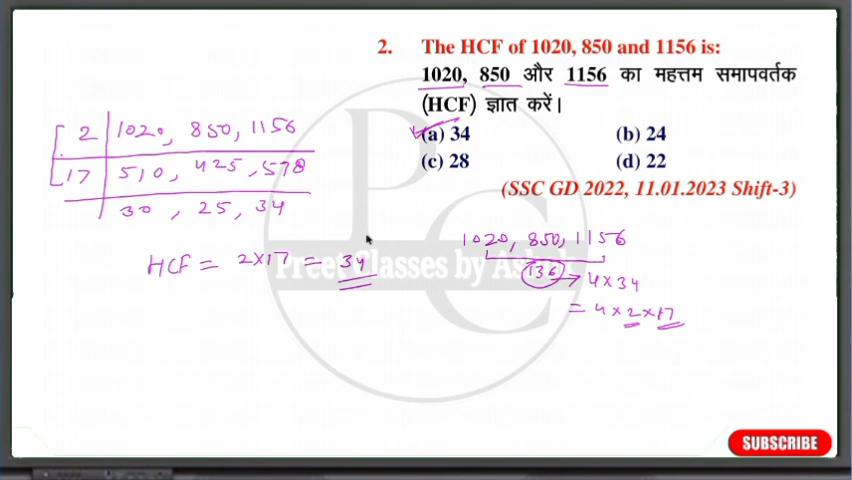 2. The HCF of 1020, 850 and 1156 is:
1020, 850 और 1156 का महत्तम समापवर्तक
(HCF) ज्ञात करें।
(a) 34 (b) 24
(c) 28 (d) 22
(SSC GD 2022, 11.01.2023 Shift-3)
2 1020, 850, 1156
17 510, 425, 578
30, 25, 34
HCF = 2×17 = 34
1020, 850, 1156
136 → 4×34
= 4×2×17
Preet Classes by
SUBSCRIBE